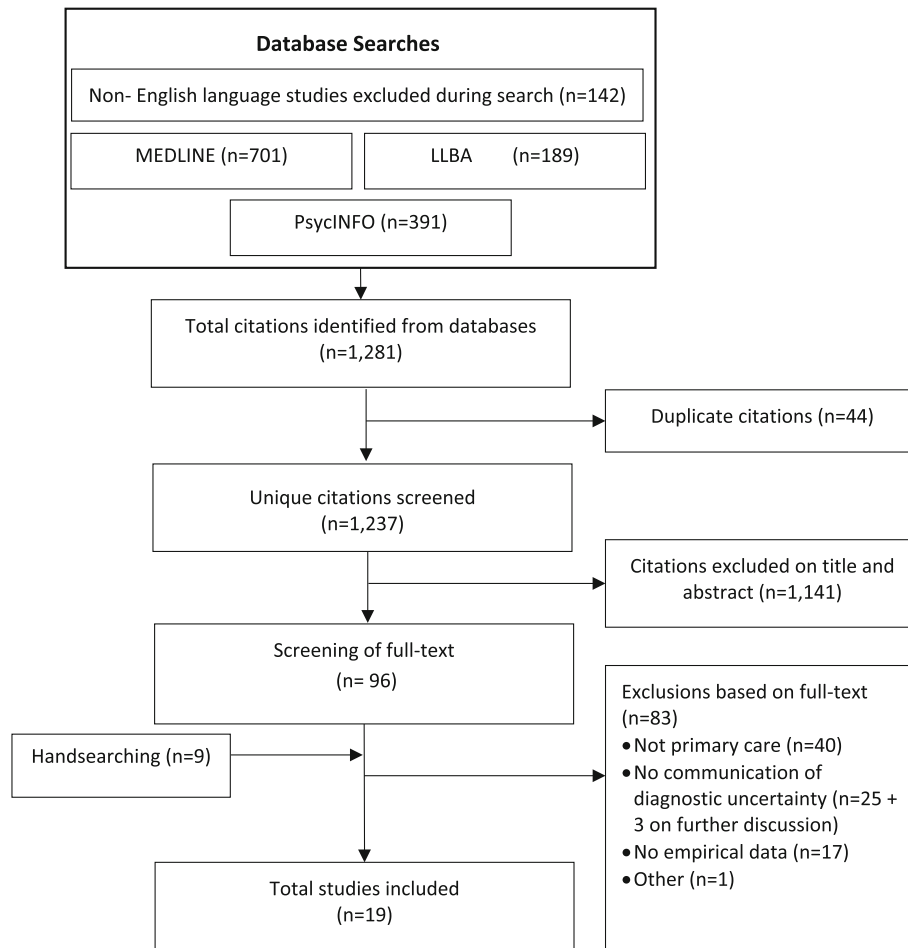 Database Searches
Non- English language studies excluded during search (n=142)
MEDLINE (n=701)
LLBA (n=189)
PsycINFO (n=391)
Total citations identified from databases
(n=1,281)
Duplicate citations (n=44)
Unique citations screened
(n=1,237)
Citations excluded on title and
abstract (n=1,141)
Screening of full-text
(n= 96)
Handsearching (n=9)
Exclusions based on full-text
(n=83)
•Not primary care (n=40)
•No communication of
diagnostic uncertainty (n=25 +
3 on further discussion)
•No empirical data (n=17)
•Other (n=1)
Total studies included
(n=19)